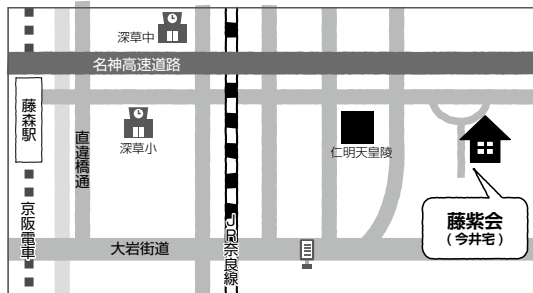 深草中
名神高速道路
藤森駅
深草小
直違橋通
仁明天皇陵
藤紫会
(今井宅)
京阪電車
大岩街道
JR奈良線